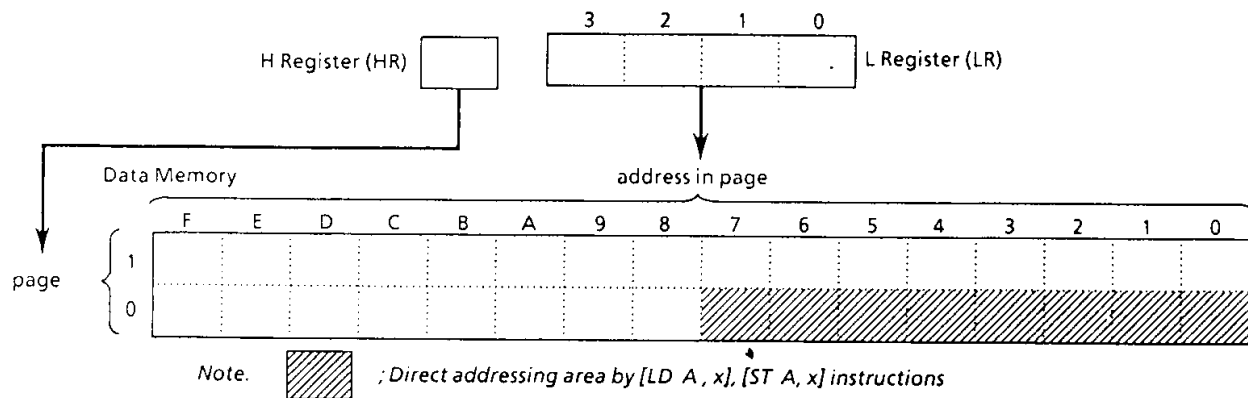 3 2 1 0
H Register (HR)
L Register (LR)
Data Memory
address in page
F E D C B A 9 8 7 6 5 4 3 2 1 0
page
1
0
Note.
; Direct addressing area by [LD A , x], [ST A, x] instructions